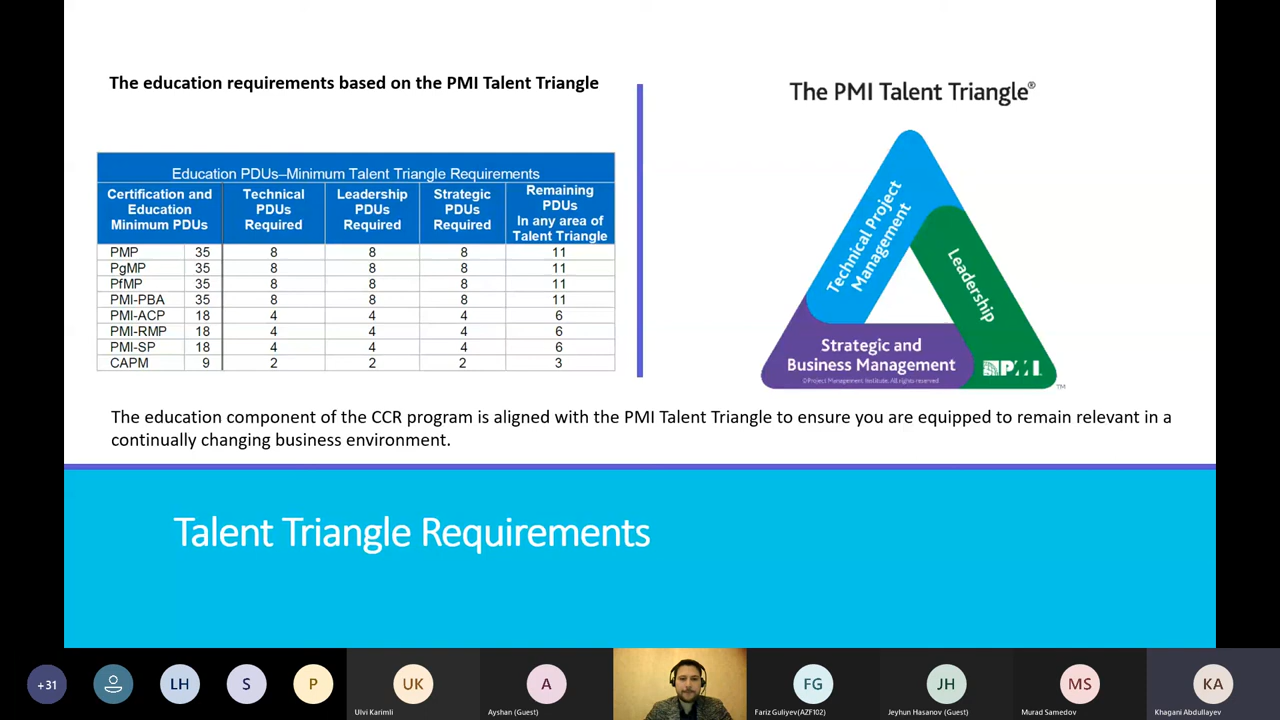 The education requirements based on the PMI Talent Triangle
Education PDUs–Minimum Talent Triangle Requirements
Certification and Education Minimum PDUs Technical PDUs Required Leadership PDUs Required Strategic PDUs Required Remaining PDUs In any area of Talent Triangle
PMP 35 8 8 8 11
PgMP 35 8 8 8 11
PfMP 35 8 8 8 11
PMI-PBA 35 8 8 8 11
PMI-ACP 18 4 4 4 6
PMI-RMP 18 4 4 4 6
PMI-SP 18 4 4 4 6
CAPM 9 2 2 2 3
The PMI Talent Triangle®
Technical Project
Management
Leadership
Strategic and
Business Management
©Project Management Institute. All rights reserved
PMI
TM
The education component of the CCR program is aligned with the PMI Talent Triangle to ensure you are equipped to remain relevant in a
continually changing business environment.
Talent Triangle Requirements
+31
LH
S
P
UK
Ulvi Karimli
A
Ayshan (Guest)
FG
Fariz Guliyev(AZF102)
JH
Jeyhun Hasanov (Guest)
MS
Murad Samedov
KA
Khagani Abdullayev